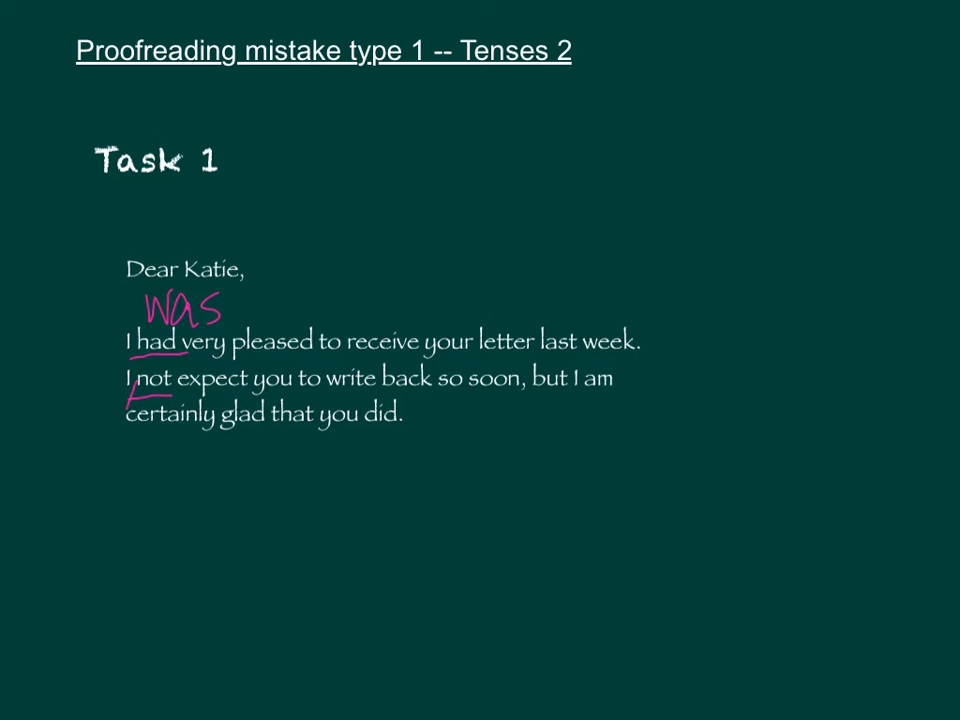 Proofreading mistake type 1 -- Tenses 2
Task 1
Dear Katie,
was
I had very pleased to receive your letter last week.
I not expect you to write back so soon, but I am
certainly glad that you did.